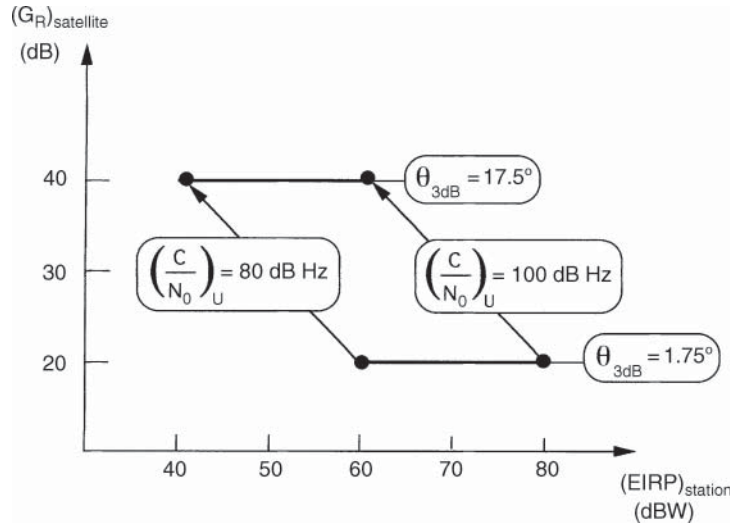 (G_R)_satellite
(dB)
40
θ_3dB = 17.5°
30
(C/N_0)_U = 80 dB Hz
(C/N_0)_U = 100 dB Hz
20
θ_3dB = 1.75°
40 50 60 70 80
(EIRP)_station
(dBW)